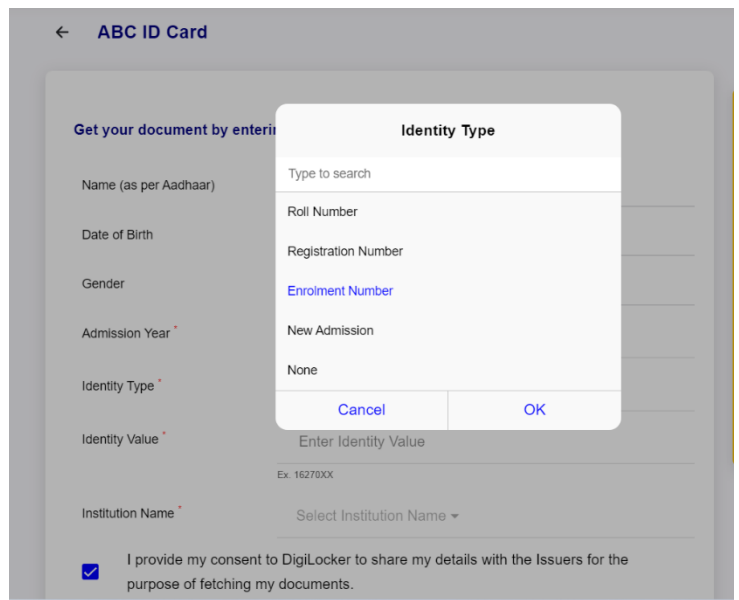 ABC ID Card
Get your document by enteri
Identity Type
Type to search
Name (as per Aadhaar)
Roll Number
Date of Birth
Registration Number
Gender
Enrolment Number
Admission Year *
New Admission
None
Identity Type *
Cancel OK
Identity Value *
Enter Identity Value
Ex. 16270XX
Institution Name *
Select Institution Name
I provide my consent to DigiLocker to share my details with the Issuers for the
purpose of fetching my documents.